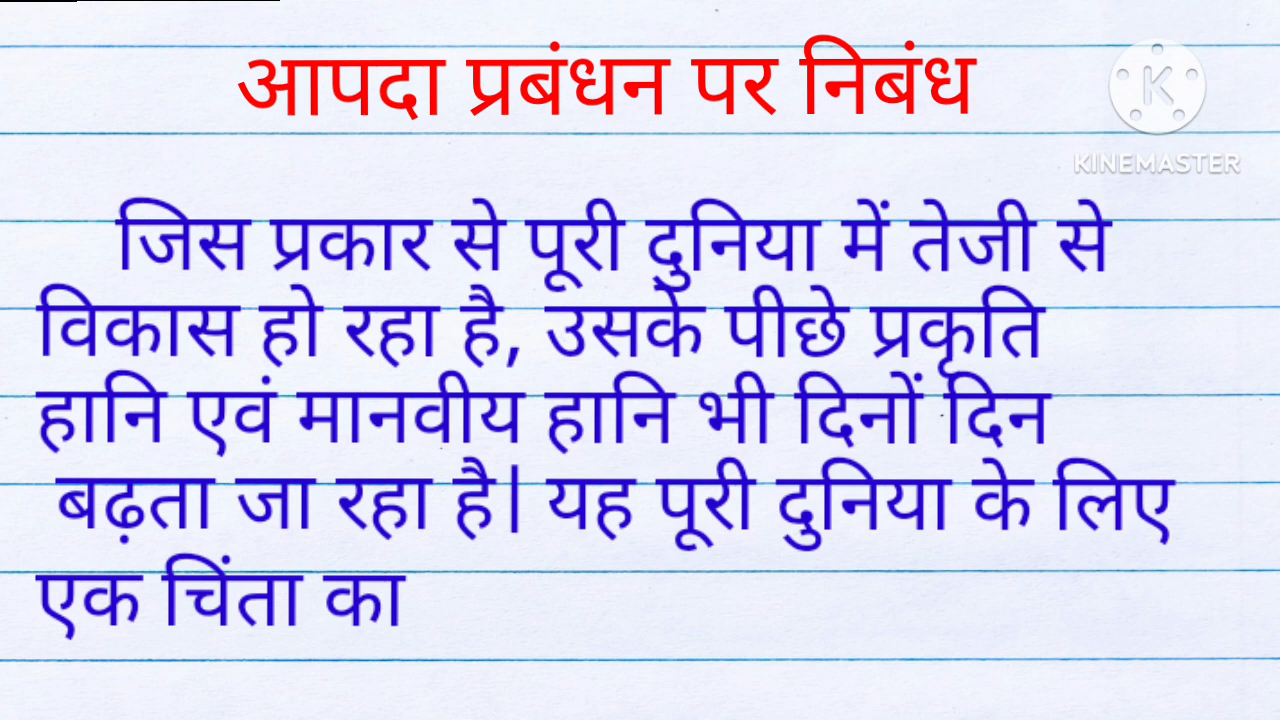 आपदा प्रबंधन पर निबंध
KINEMASTER
जिस प्रकार से पूरी दुनिया में तेजी से
विकास हो रहा है, उसके पीछे प्रकृति
हानि एवं मानवीय हानि भी दिनों दिन
बढ़ता जा रहा है| यह पूरी दुनिया के लिए
एक चिंता का